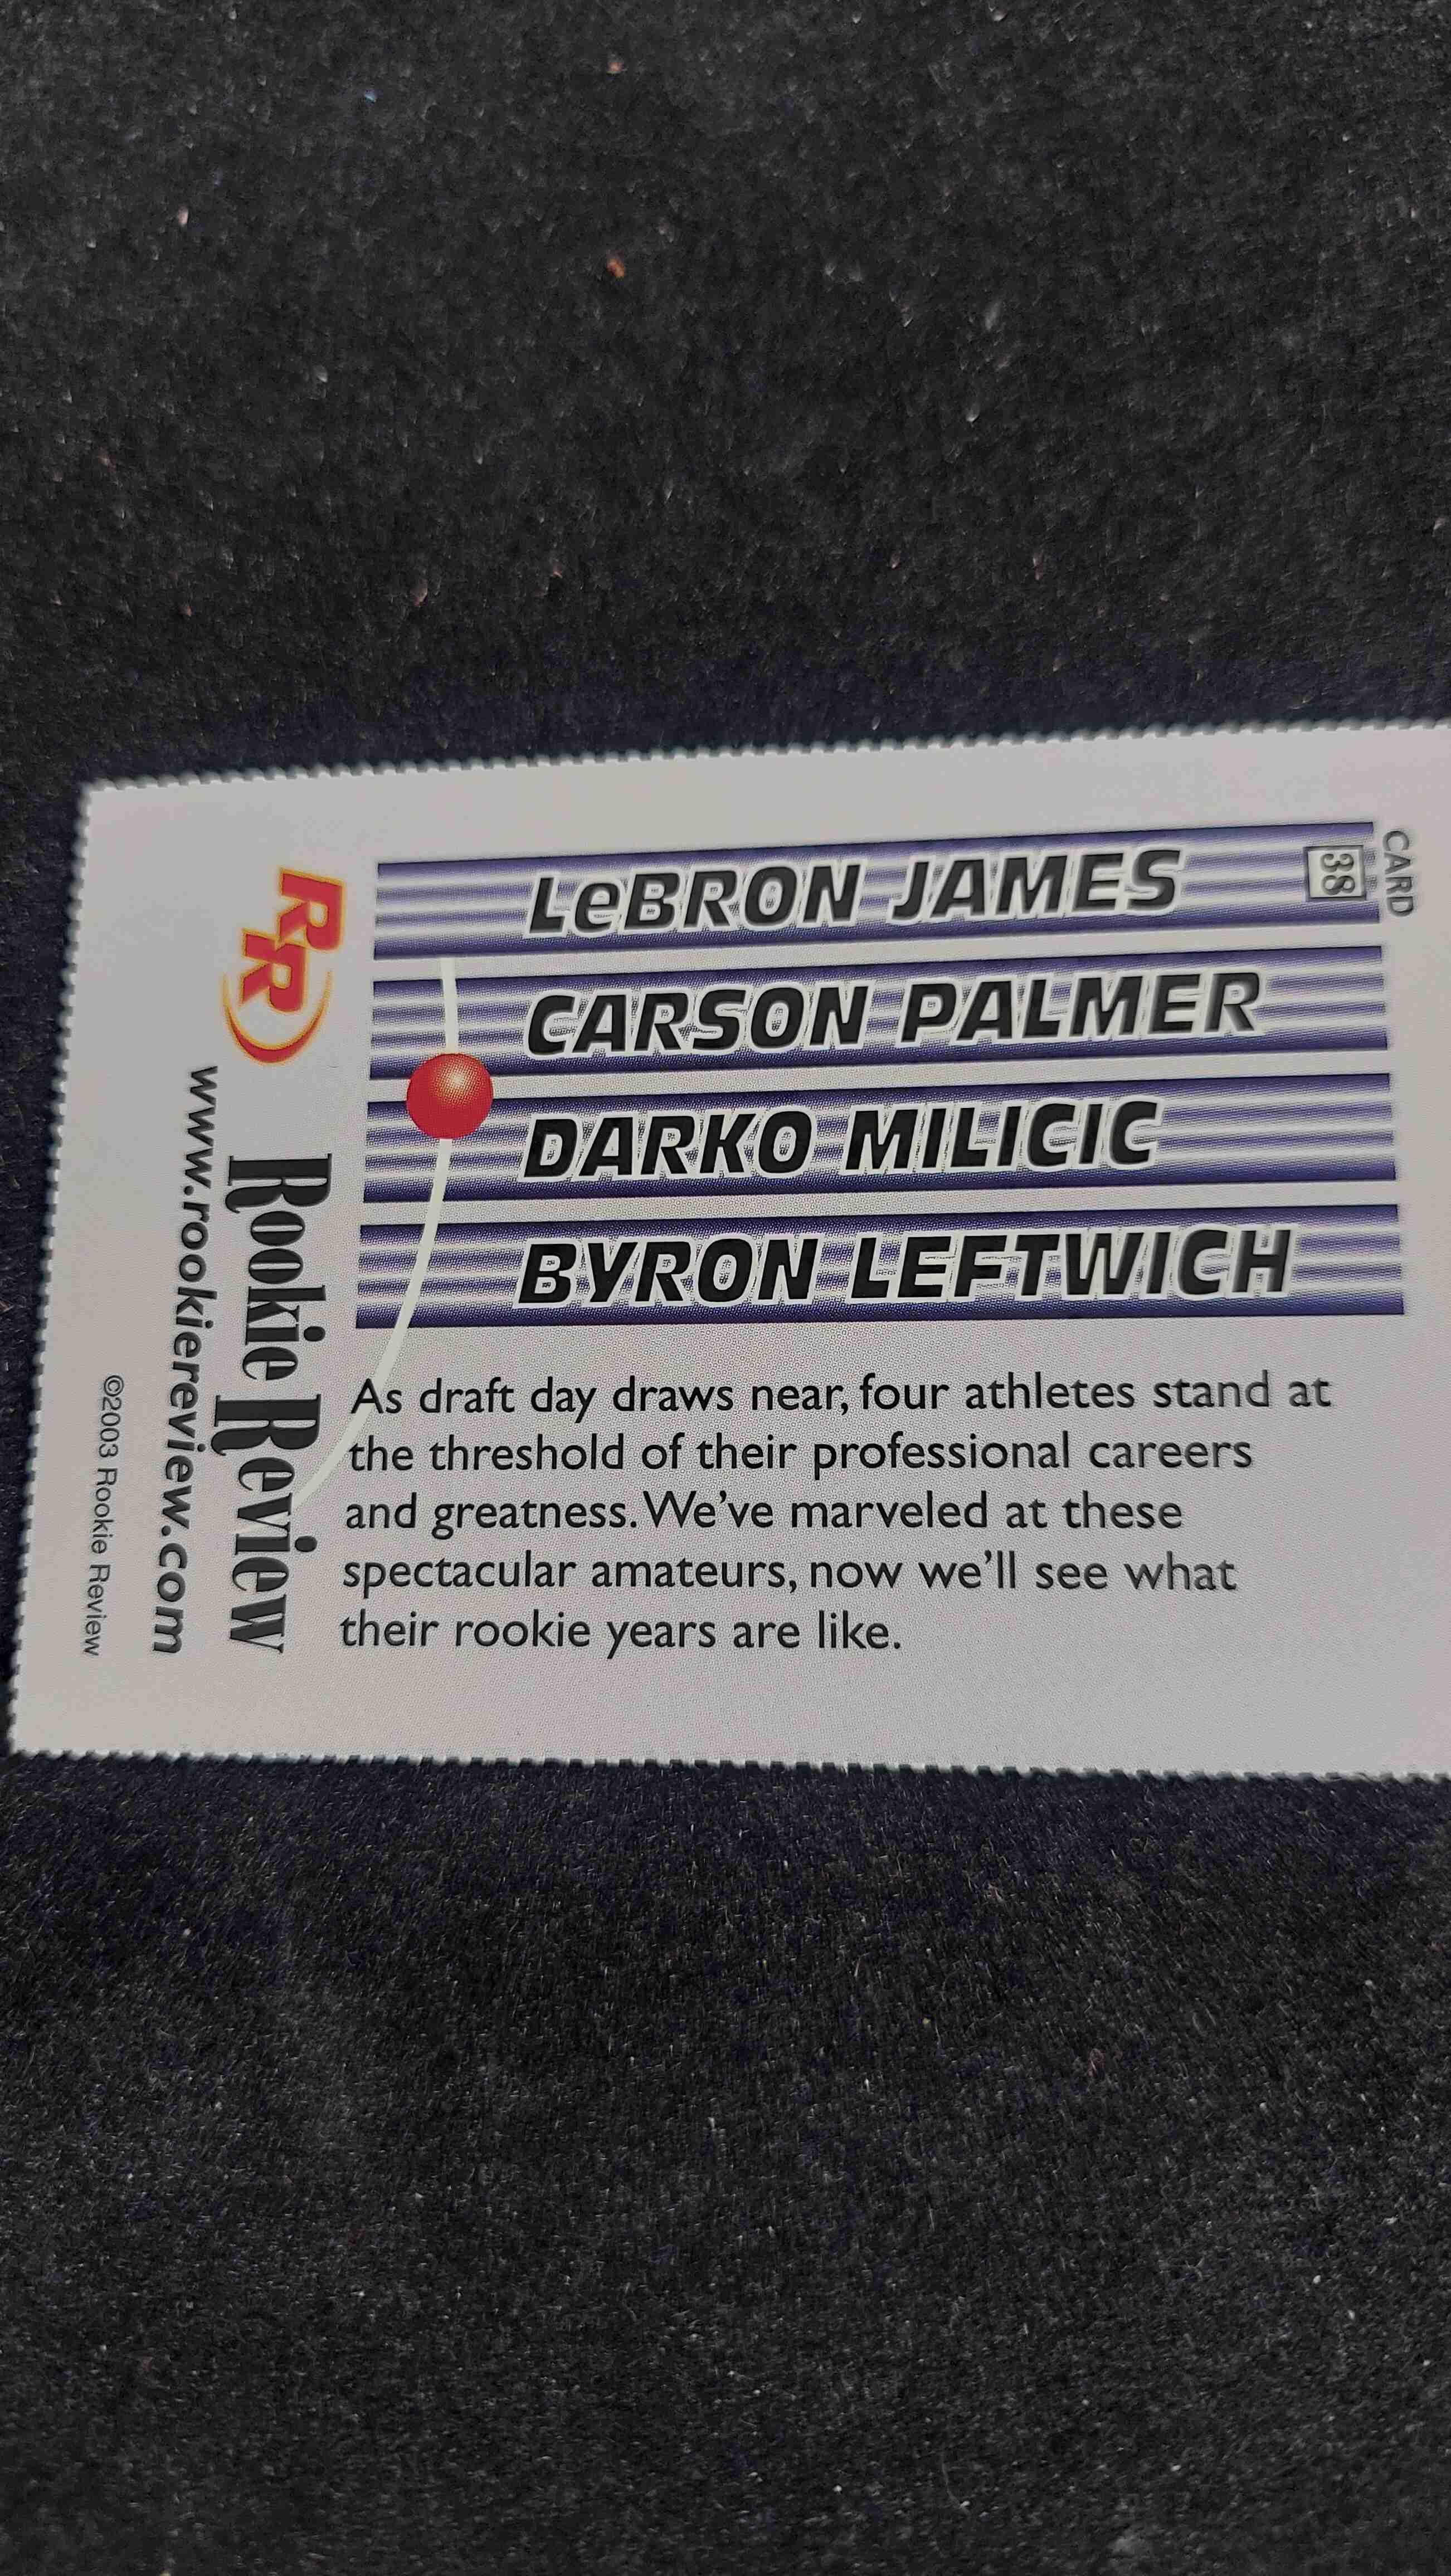 CARD
38
LeBRON JAMES
CARSON PALMER
DARKO MILICIC
BYRON LEFTWICH
As draft day draws near, four athletes stand at
the threshold of their professional careers
and greatness. We've marveled at these
spectacular amateurs, now we'll see what
their rookie years are like.
RR
Rookie Review
www.rookiereview.com
©2003 Rookie Review